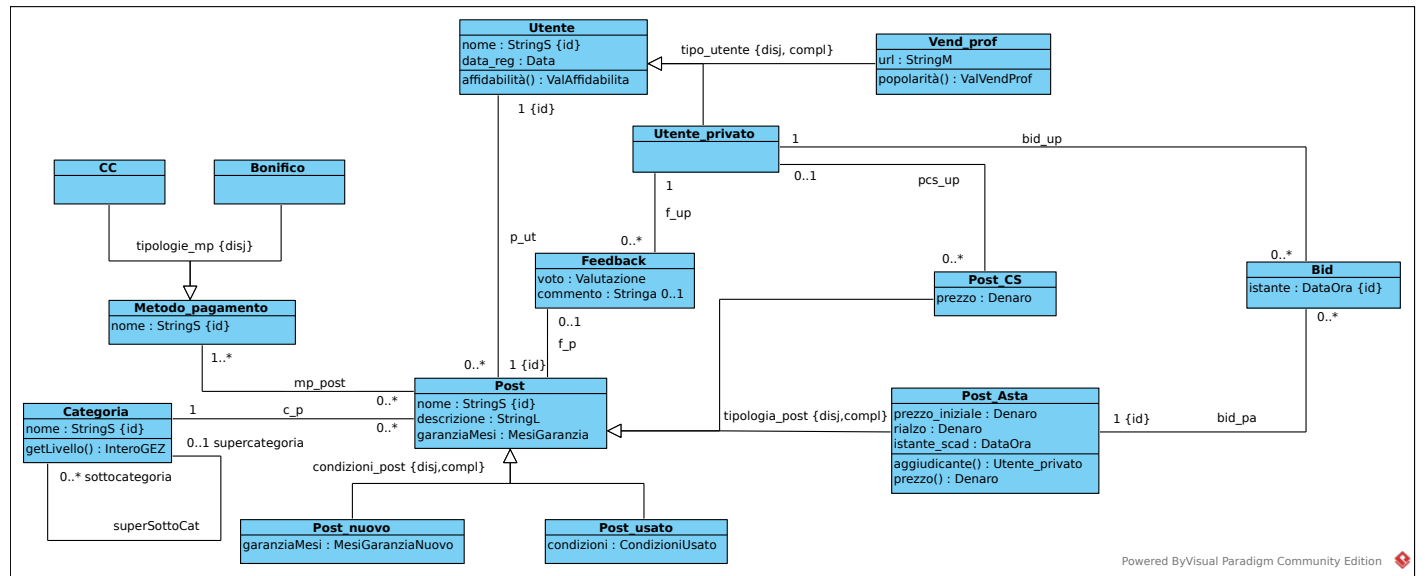 Utente
nome : StringS {id}
data_reg : Data
affidabilità() : ValAffidabilita
tipo_utente {disj, compl}
Vend_prof
url : StringM
popolarità() : ValVendProf
1 {id}
Utente_privato
1
bid_up
0..1
pcs_up
1
f_up
0..*
CC
Bonifico
tipologie_mp {disj}
p_ut
Feedback
voto : Valutazione
commento : Stringa 0..1
0..*
Post_CS
prezzo : Denaro
0..*
Bid
istante : DataOra {id}
0..*
Metodo_pagamento
nome : StringS {id}
1..*
mp_post
0..*
0..1
f_p
0..*
1 {id}
Post
nome : StringS {id}
descrizione : StringL
garanziaMesi : MesiGaranzia
Categoria
nome : StringS {id}
getLivello() : InteroGEZ
1
c_p
0..*
0..1 supercategoria
0..* sottocategoria
superSottoCat
tipologia_post {disj,compl}
Post_Asta
prezzo_iniziale : Denaro
rialzo : Denaro
istante_scad : DataOra
aggiudicante() : Utente_privato
prezzo() : Denaro
1 {id}
bid_pa
condizioni_post {disj,compl}
Post_nuovo
garanziaMesi : MesiGaranziaNuovo
Post_usato
condizioni : CondizioniUsato
Powered ByVisual Paradigm Community Edition